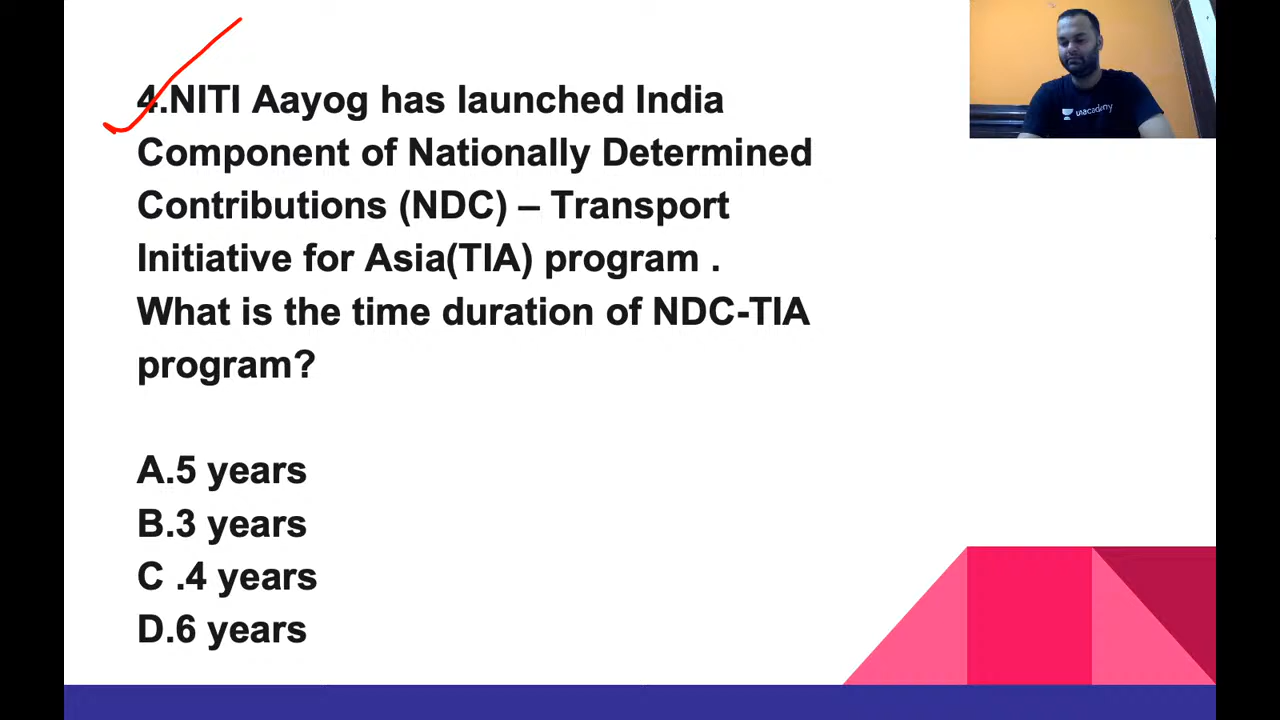 4.NITI Aayog has launched India
Component of Nationally Determined
Contributions (NDC) – Transport
Initiative for Asia(TIA) program .
What is the time duration of NDC-TIA
program?
A.5 years
B.3 years
C .4 years
D.6 years
unacademy